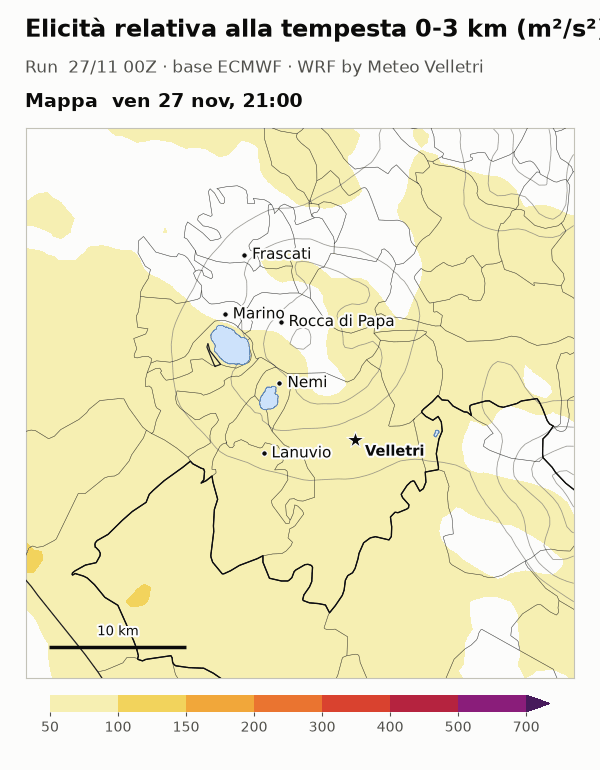 Elicità relativa alla tempesta 0-3 km (m²/s²)
Run 27/11 00Z · base ECMWF · WRF by Meteo Velletri
Mappa ven 27 nov, 21:00
Frascati
Marino
Rocca di Papa
Nemi
Velletri
Lanuvio
10 km
50 100 150 200 300 400 500 700